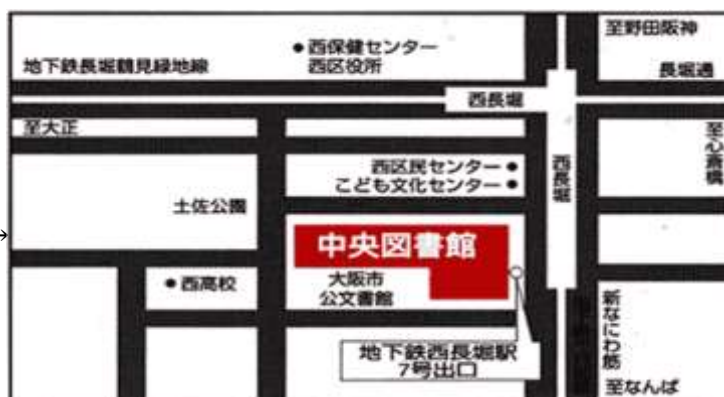 至野田阪神
西保健センター
西区役所
地下鉄長堀鶴見緑地線
長堀通
西長堀
至大正
至心斎橋
西区民センター
こども文化センター
西長堀
土佐公園
中央図書館
大阪市
公文書館
西高校
新なにわ筋
地下鉄西長堀駅
7号出口
至なんば